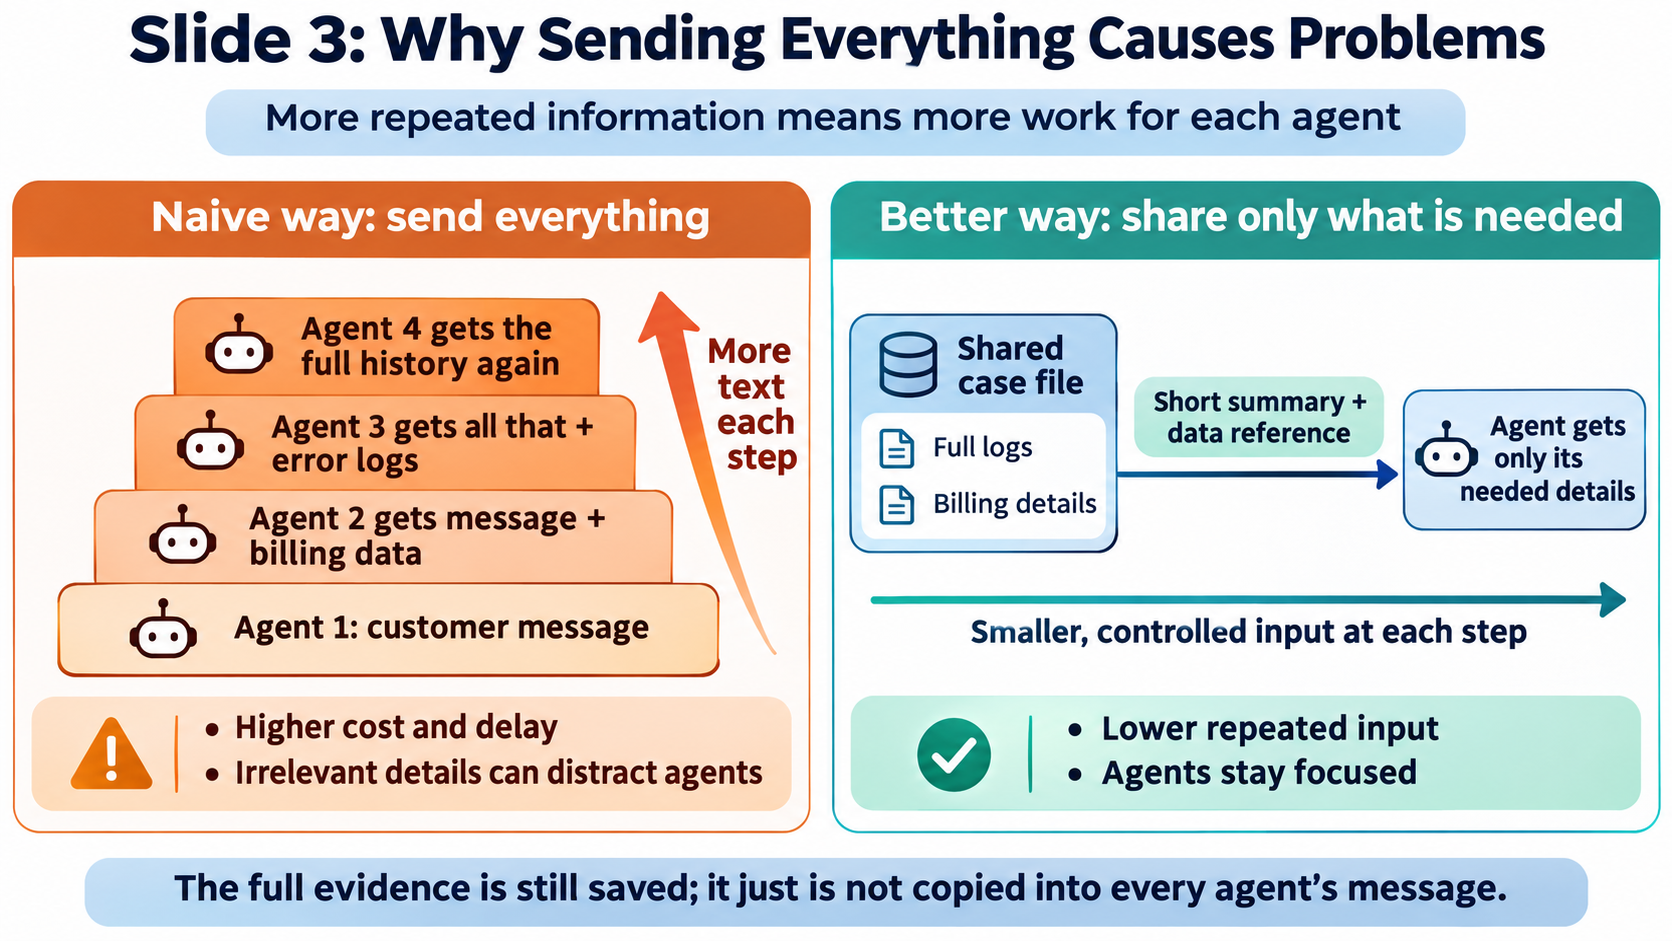 Slide 3: Why Sending Everything Causes Problems
More repeated information means more work for each agent
Naive way: send everything
Agent 4 gets the
full history again
Agent 3 gets all that +
error logs
Agent 2 gets message +
billing data
Agent 1: customer message
More
text
each
step
• Higher cost and delay
• Irrelevant details can distract agents
Better way: share only what is needed
Shared
case file
Full logs
Billing details
Short summary +
data reference
Agent gets
only its
needed details
Smaller, controlled input at each step
• Lower repeated input
• Agents stay focused
The full evidence is still saved; it just is not copied into every agent’s message.